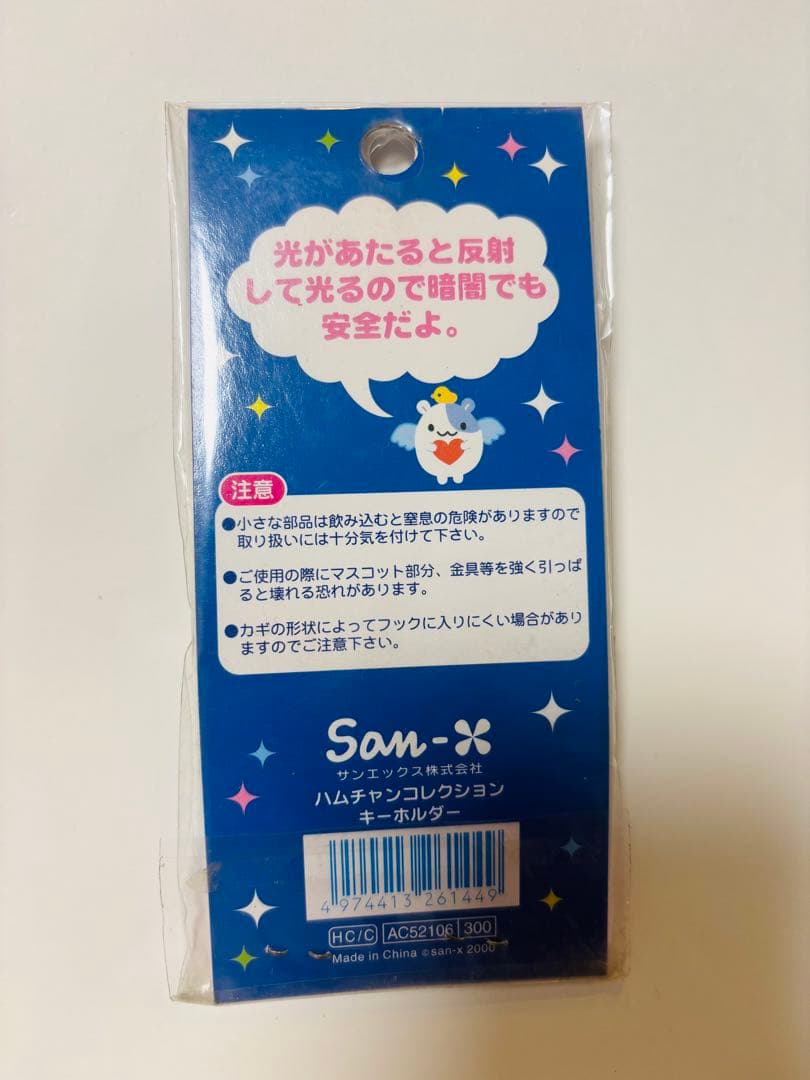 光があたると反射
して光るので暗闇でも
安全だよ。
注意
●小さな部品は飲み込むと窒息の危険がありますので
取り扱いには十分気を付けて下さい。
●ご使用の際にマスコット部分、金具等を強く引っぱ
ると壊れる恐れがあります。
●カギの形状によってフックに入りにくい場合があり
ますのでご注意下さい。
San-X
サンエックス株式会社
ハムチャンコレクション
キーホルダー
4 974413 261449
HC/C AC52106 300
Made in China ©san-x 2000